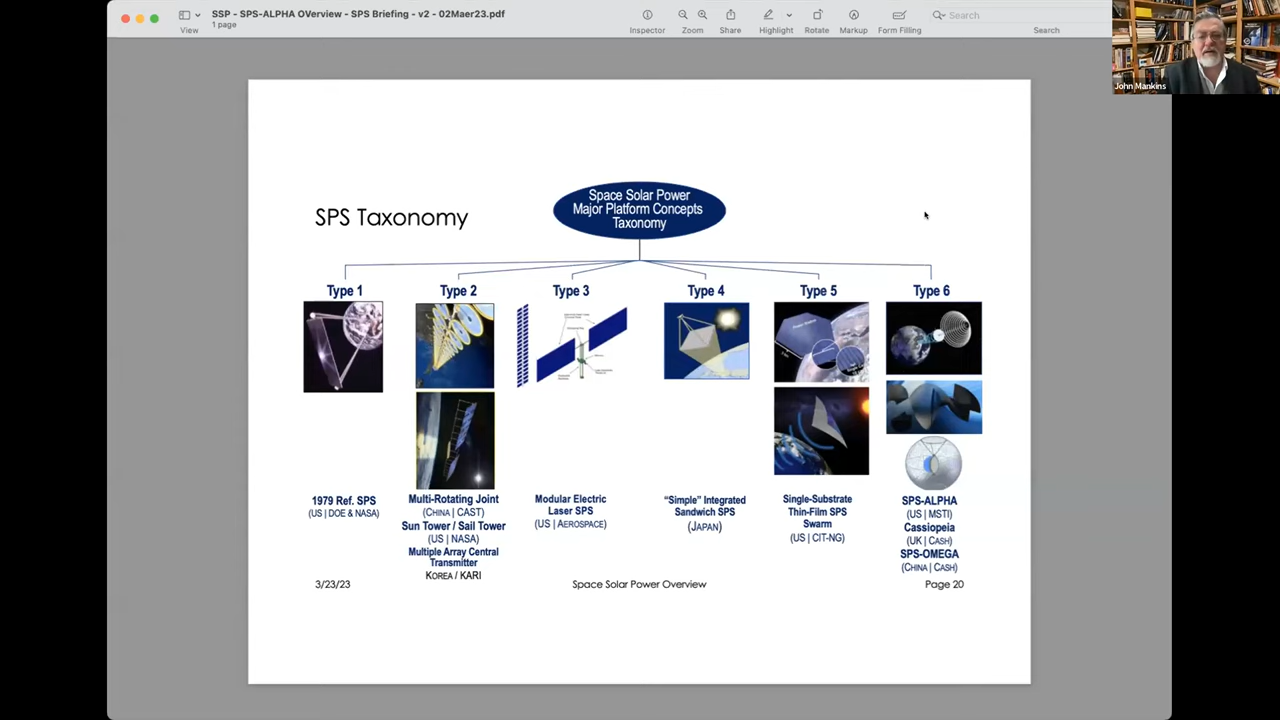 SSP - SPS-ALPHA OVerview - SPS Briefing - v2 - 02Maer23.pdf
1 page
View
Inspector
Zoom
Share
Highlight
Rotate
Markup
Form Filling
Search
Search
John Mankins
SPS Taxonomy
Space Solar Power
Major Platform Concepts
Taxonomy
Type 1
Type 2
Type 3
Type 4
Type 5
Type 6
1979 Ref. SPS
(US | DOE & NASA)
Multi-Rotating Joint
(CHINA | CAST)
Sun Tower / Sail Tower
(US | NASA)
Multiple Array Central
Transmitter
KOREA / KARI
Modular Electric
Laser SPS
(US | AEROSPACE)
“Simple” Integrated
Sandwich SPS
(JAPAN)
Single-Substrate
Thin-Film SPS
Swarm
(US | CIT-NG)
SPS-ALPHA
(US | MSTI)
Cassiopeia
(UK | CASH)
SPS-OMEGA
(CHINA | CASH)
3/23/23
Space Solar Power Overview
Page 20